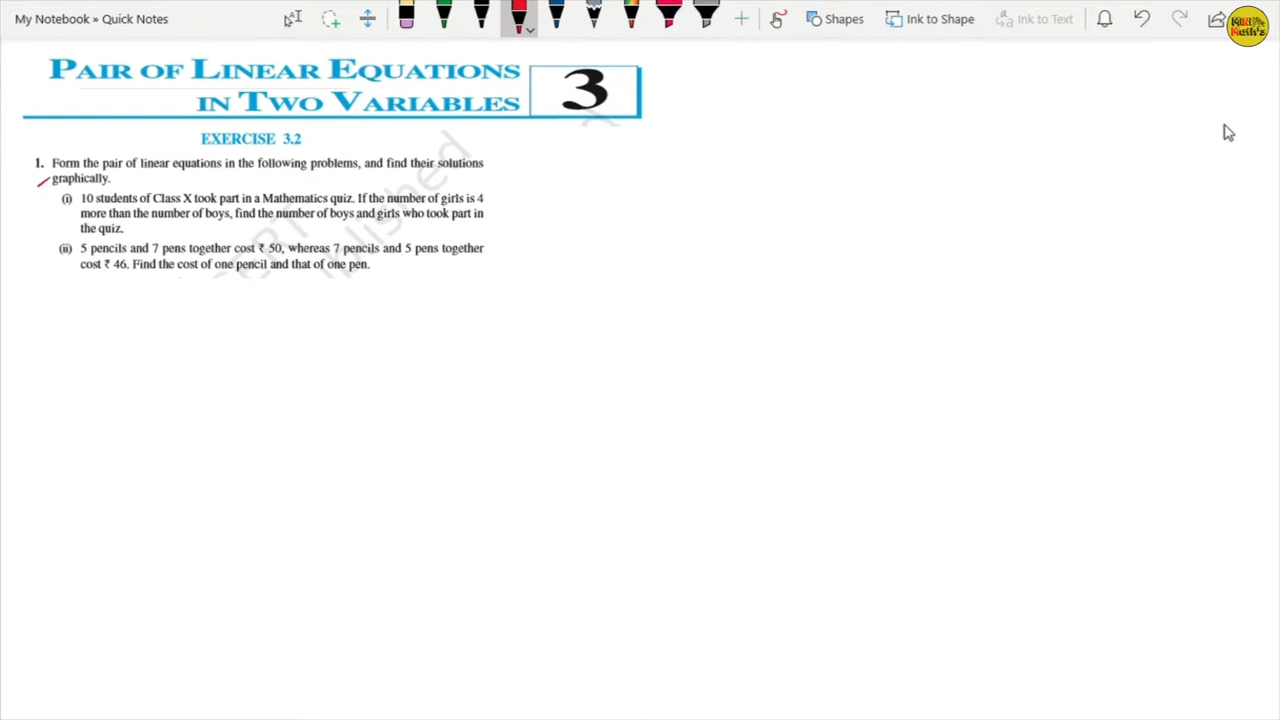 My Notebook » Quick Notes
Shapes
Ink to Shape
Ink to Text
PAIR OF LINEAR EQUATIONS
IN TWO VARIABLES
3
EXERCISE 3.2
1. Form the pair of linear equations in the following problems, and find their solutions
graphically.
(i) 10 students of Class X took part in a Mathematics quiz. If the number of girls is 4
more than the number of boys, find the number of boys and girls who took part in
the quiz.
(ii) 5 pencils and 7 pens together cost ₹ 50, whereas 7 pencils and 5 pens together
cost ₹ 46. Find the cost of one pencil and that of one pen.